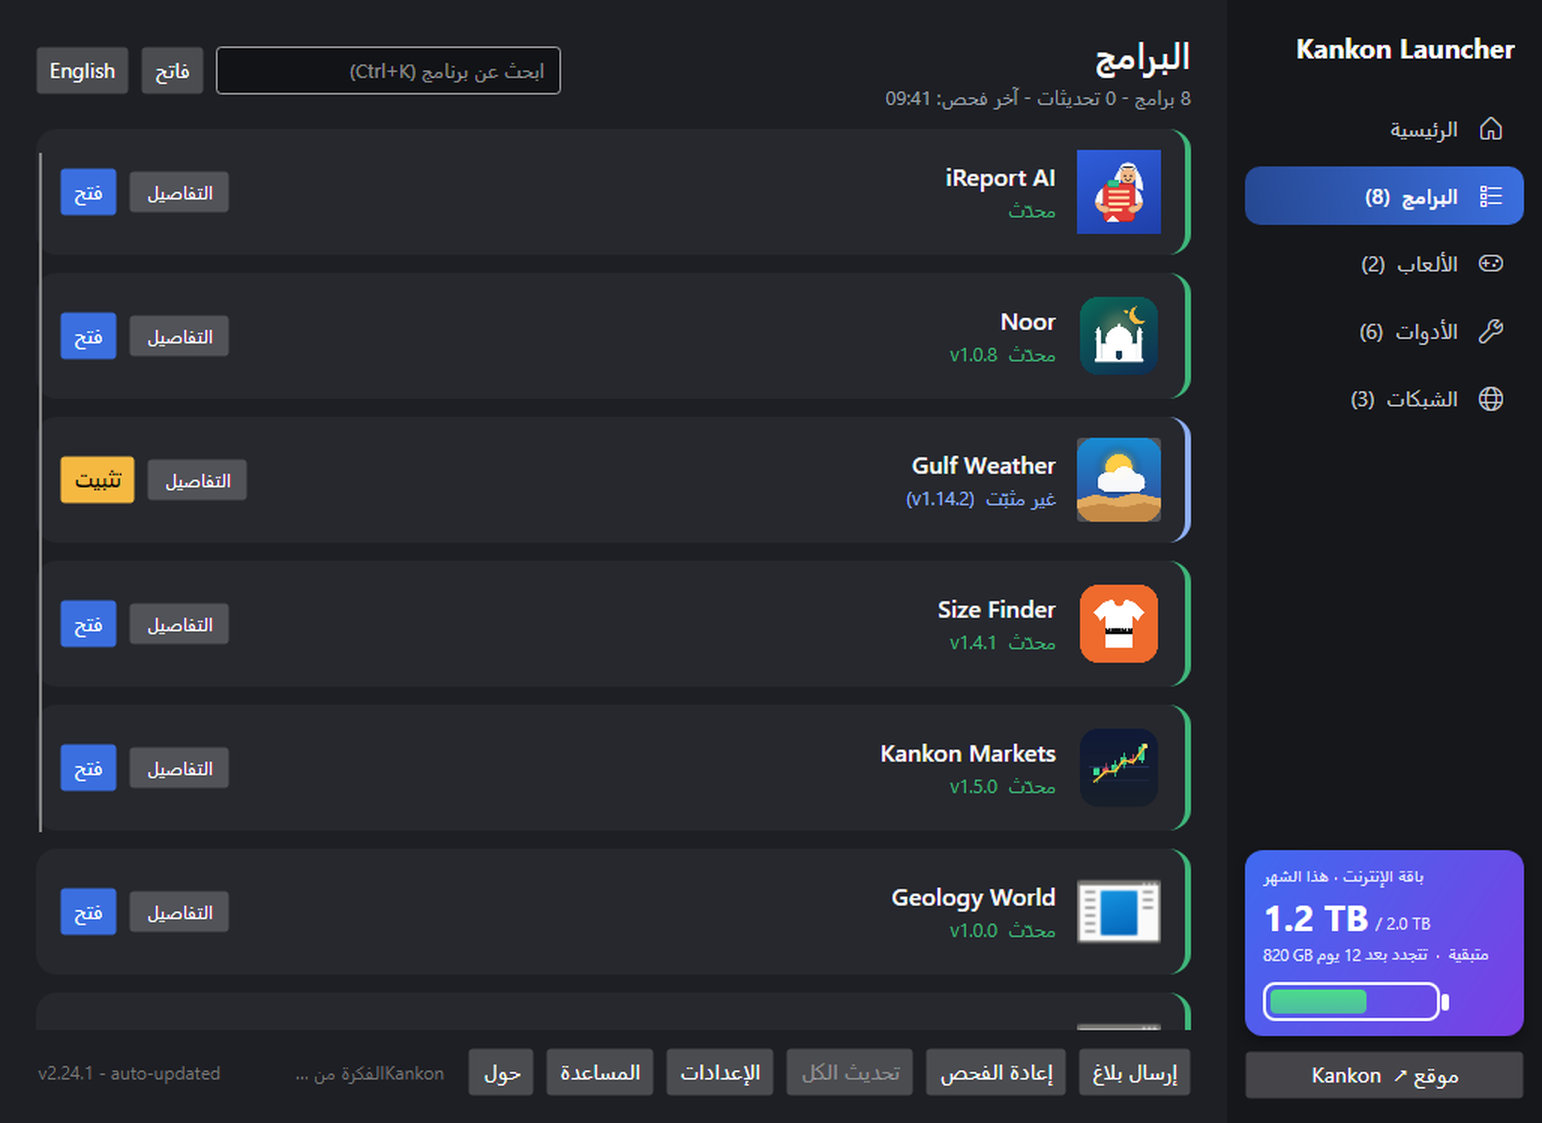 Kankon Launcher
الرئيسية
البرامج (8)
الألعاب (2)
الأدوات (6)
الشبكات (3)
باقة الإنترنت · هذا الشهر
1.2 TB / 2.0 TB
820 GB متبقية · تتجدد بعد 12 يوم
موقع Kankon ↗
البرامج
8 برامج - 0 تحديثات - آخر فحص: 09:41
ابحث عن برنامج (Ctrl+K)
فاتح
English
iReport AI
محدّث
التفاصيل
فتح
Noor
محدّث v1.0.8
التفاصيل
فتح
Gulf Weather
غير مثبّت (v1.14.2)
التفاصيل
تثبيت
Size Finder
محدّث v1.4.1
التفاصيل
فتح
Kankon Markets
محدّث v1.5.0
التفاصيل
فتح
Geology World
محدّث v1.0.0
التفاصيل
فتح
إرسال بلاغ
إعادة الفحص
تحديث الكل
الإعدادات
المساعدة
حول
الفكرة من Kankon ...
v2.24.1 - auto-updated